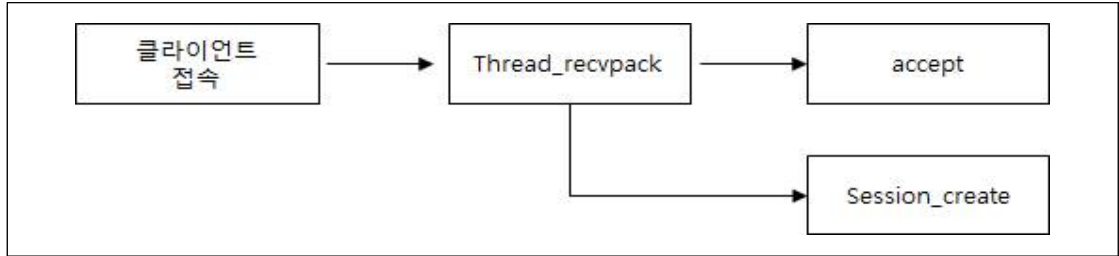 클라이언트
접속
Thread_recvpack
accept
Session_create